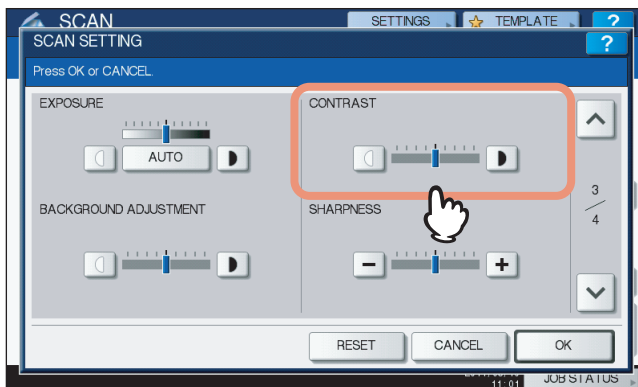 SCAN
SETTINGS
TEMPLATE
?
SCAN SETTING
?
Press OK or CANCEL.
EXPOSURE
CONTRAST
AUTO
3
4
BACKGROUND ADJUSTMENT
SHARPNESS
RESET
CANCEL
OK
11:01
JOB STATUS